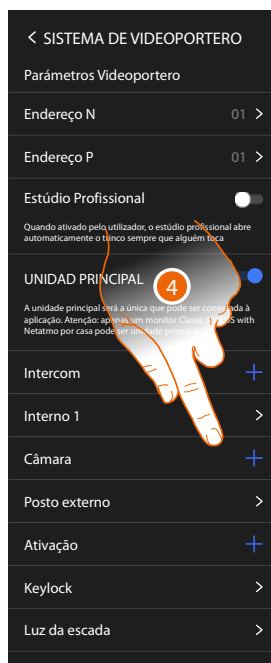 < SISTEMA DE VIDEOPORTERO
Parámetros Videoportero
Endereço N 01 >
Endereço P 01 >
Estúdio Profissional
Quando ativado pelo utilizador, o estúdio profissional abre
automaticamente o trinco sempre que alguém toca
UNIDAD PRINCIPAL
4
A unidade principal será a única que pode ser conectada à
aplicação. Atenção: apenas um monitor Classe with
Netatmo por casa pode ser unidade principal
Intercom +
Interno 1 >
Câmara +
Posto externo >
Ativação +
Keylock >
Luz da escada >